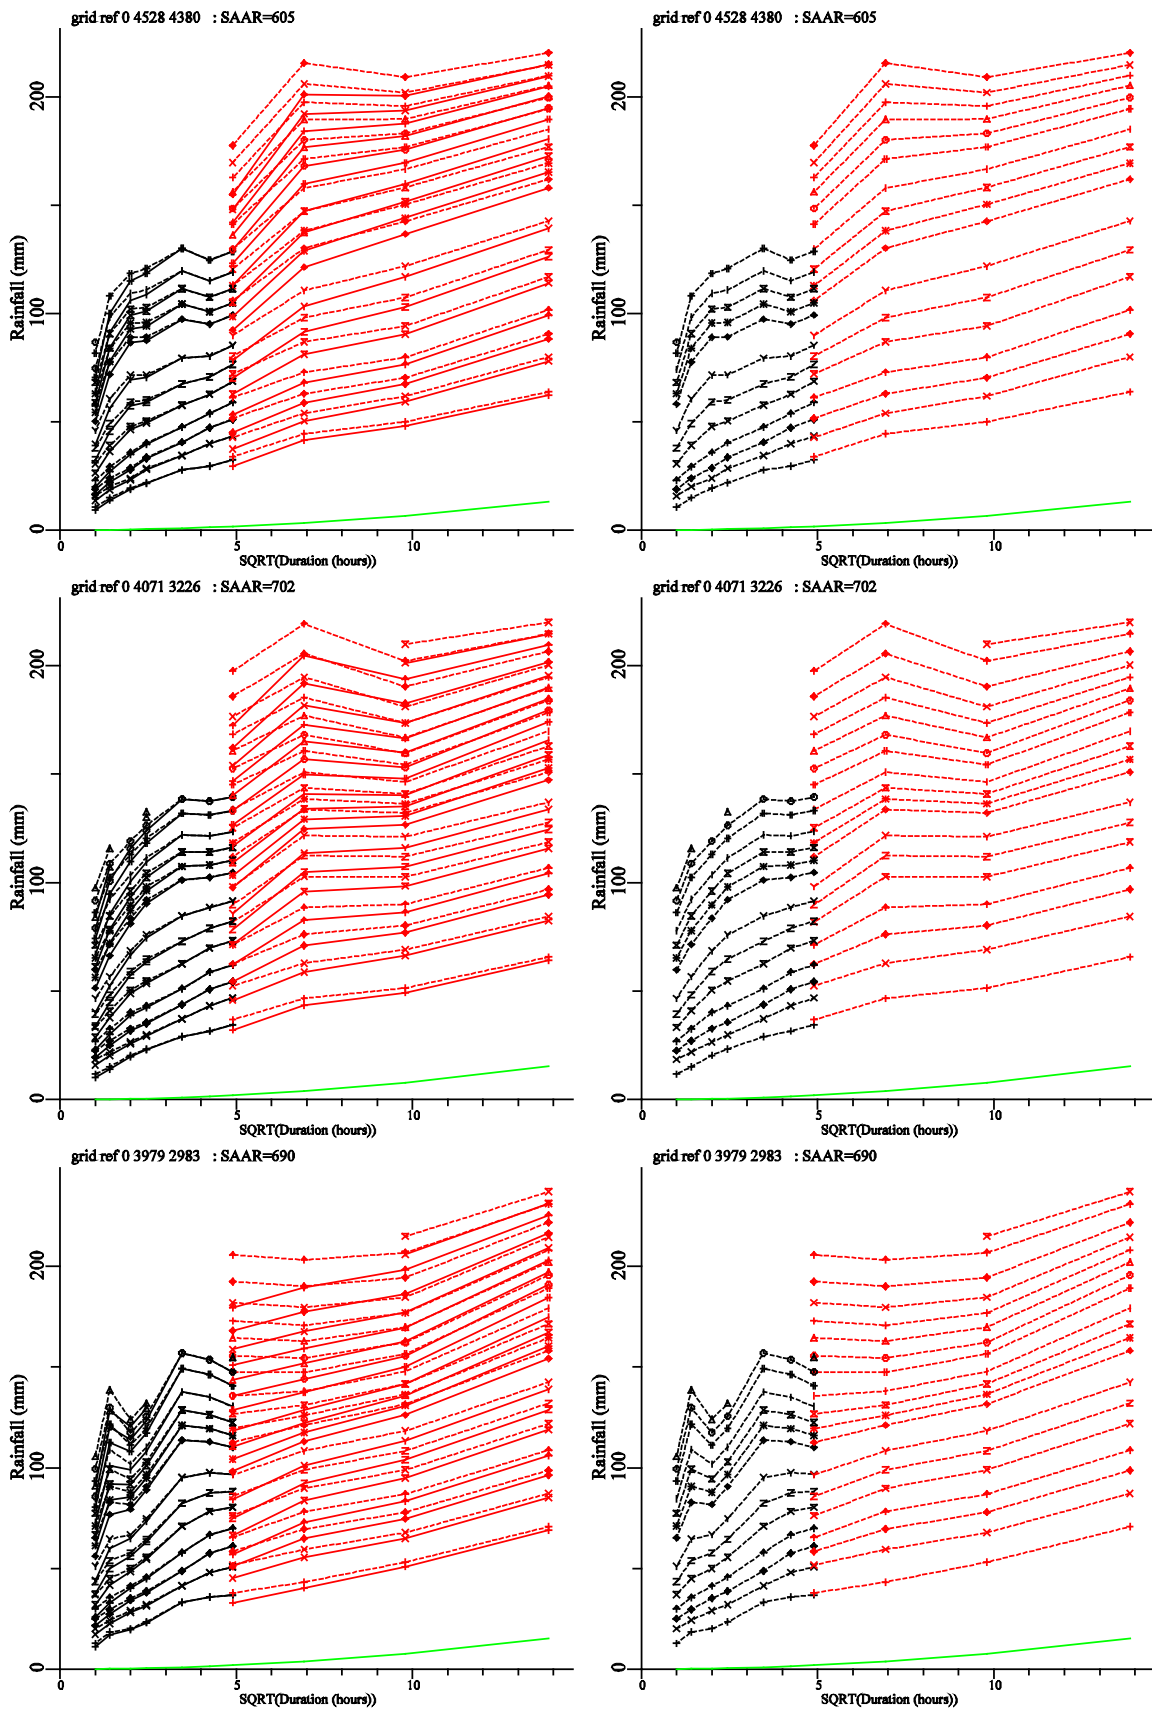 grid ref 0 4528 4380 : SAAR=605
grid ref 0 4528 4380 : SAAR=605
Rainfall (mm)
200
100
0
0 5 10
SQRT(Duration (hours))
Rainfall (mm)
200
100
0
0 5 10
SQRT(Duration (hours))
grid ref 0 4071 3226 : SAAR=702
grid ref 0 4071 3226 : SAAR=702
Rainfall (mm)
200
100
0
0 5 10
SQRT(Duration (hours))
Rainfall (mm)
200
100
0
0 5 10
SQRT(Duration (hours))
grid ref 0 3979 2983 : SAAR=690
grid ref 0 3979 2983 : SAAR=690
Rainfall (mm)
200
100
0
0 5 10
SQRT(Duration (hours))
Rainfall (mm)
200
100
0
0 5 10
SQRT(Duration (hours))